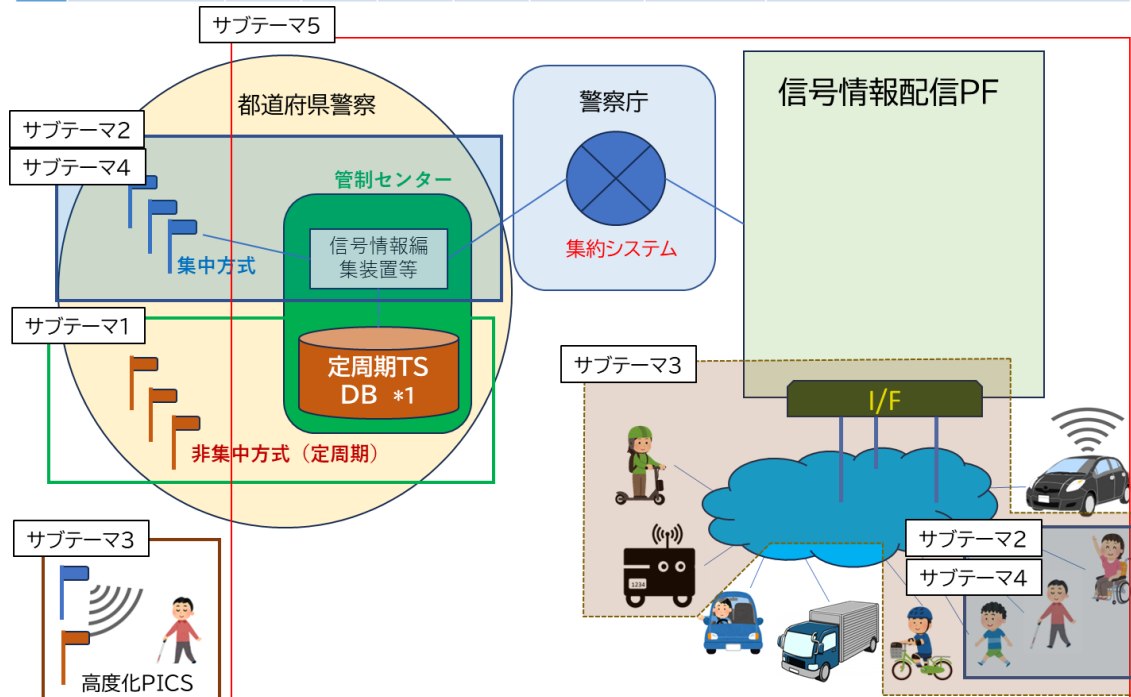 サブテーマ5
都道府県警察
警察庁
信号情報配信PF
サブテーマ2
サブテーマ4
管制センター
信号情報編
集装置等
集中方式
集約システム
サブテーマ1
定周期TS
DB *1
非集中方式（定周期）
サブテーマ3
I/F
サブテーマ3
高度化PICS
1234
サブテーマ2
サブテーマ4